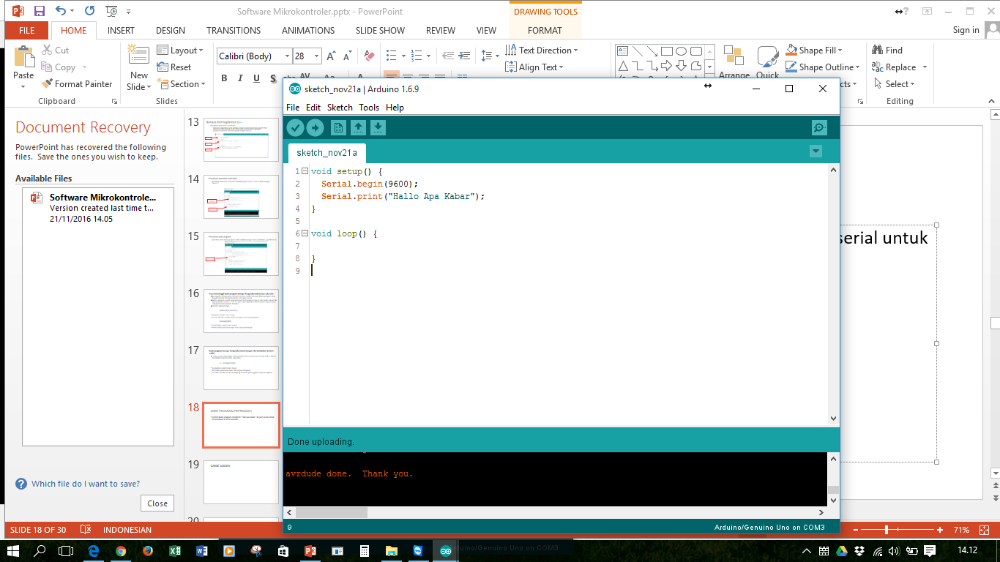 Software Mikrokontroler.pptx - PowerPoint
DRAWING TOOLS
?
FILE
HOME
INSERT
DESIGN
TRANSITIONS
ANIMATIONS
SLIDE SHOW
REVIEW
VIEW
FORMAT
Sign in
Paste
Cut
Copy
Format Painter
Clipboard
New
Slide
Layout
Reset
Section
Slides
Calibri (Body)
28
B I U S
Text Direction
Align Text
Arrange
Quick
Shape Fill
Shape Outline
Find
Replace
Select
Editing
Document Recovery
PowerPoint has recovered the following
files. Save the ones you wish to keep.
Available Files
Software Mikrokontrole...
Version created last time t...
21/11/2016 14.05
Which file do I want to save?
Close
13
14
15
16
17
18
19
20
sketch_nov21a | Arduino 1.6.9
File Edit Sketch Tools Help
sketch_nov21a
1 void setup() {
2 Serial.begin(9600);
3 Serial.print("Hallo Apa Kabar");
4 }
5
6 void loop() {
7
8 }
9
Done uploading.
avrdude done. Thank you.
9
Arduino/Genuino Uno on COM3
serial untuk
SLIDE 18 OF 30
INDONESIAN
71%
Arduino/Genuino Uno on COM3
14.12